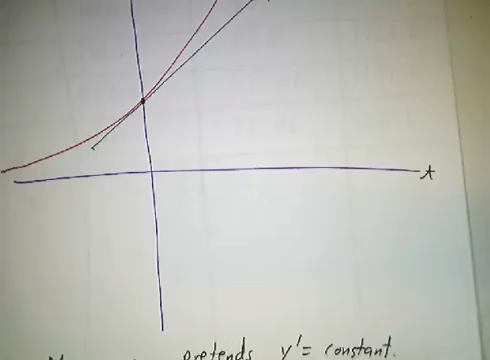 t
pretends y' = constant.